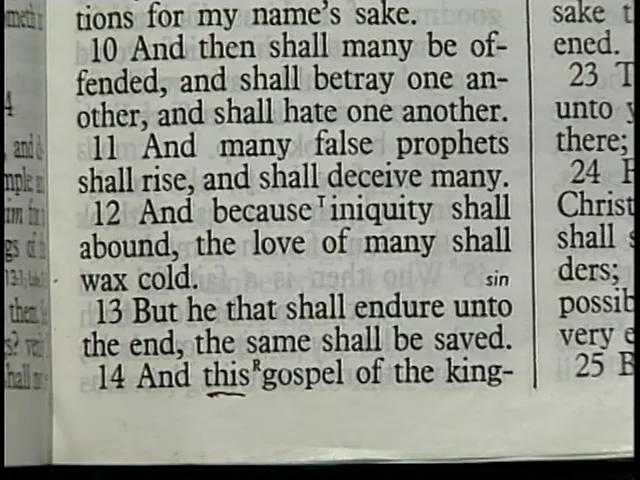 tions for my name's sake.
10 And then shall many be of-
fended, and shall betray one an-
other, and shall hate one another.
11 And many false prophets
shall rise, and shall deceive many.
12 And because ᵀiniquity shall
abound, the love of many shall
wax cold. sin
13 But he that shall endure unto
the end, the same shall be saved.
14 And this ᴿgospel of the king-
sake
ened.
23
unto
there;
24
Christ
shall
ders;
very
25